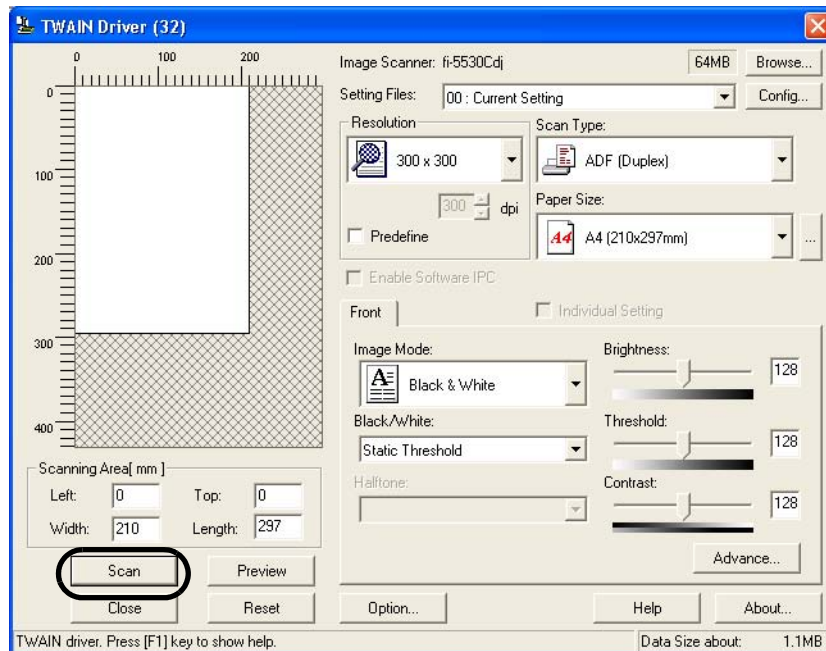 TWAIN Driver (32)
0 100 200
0
100
200
300
400
Scanning Area[ mm ]
Left: 0 Top: 0
Width: 210 Length: 297
Scan Preview
Close Reset
Image Scanner: fi-5530Cdj 64MB Browse...
Setting Files: 00 : Current Setting Config...
Resolution
300 x 300
300 dpi
Predefine
Scan Type:
ADF (Duplex)
Paper Size:
A4 A4 (210x297mm) ...
Enable Software IPC
Front Individual Setting
Image Mode:
A Black & White
Black/White:
Static Threshold
Halftone:
Brightness:
128
Threshold:
128
Contrast:
128
Advance...
Option... Help About...
TWAIN driver. Press [F1] key to show help. Data Size about: 1.1MB